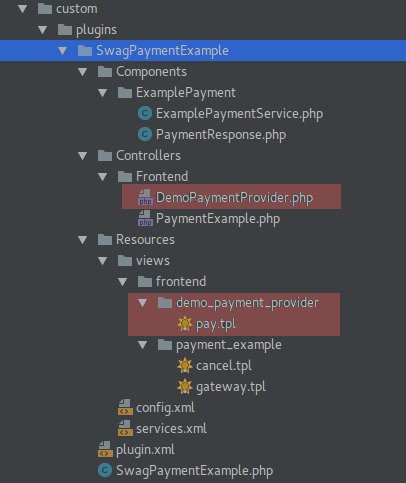 custom
plugins
SwagPaymentExample
Components
ExamplePayment
ExamplePaymentService.php
PaymentResponse.php
Controllers
Frontend
DemoPaymentProvider.php
PaymentExample.php
Resources
views
frontend
demo_payment_provider
pay.tpl
payment_example
cancel.tpl
gateway.tpl
config.xml
services.xml
plugin.xml
SwagPaymentExample.php